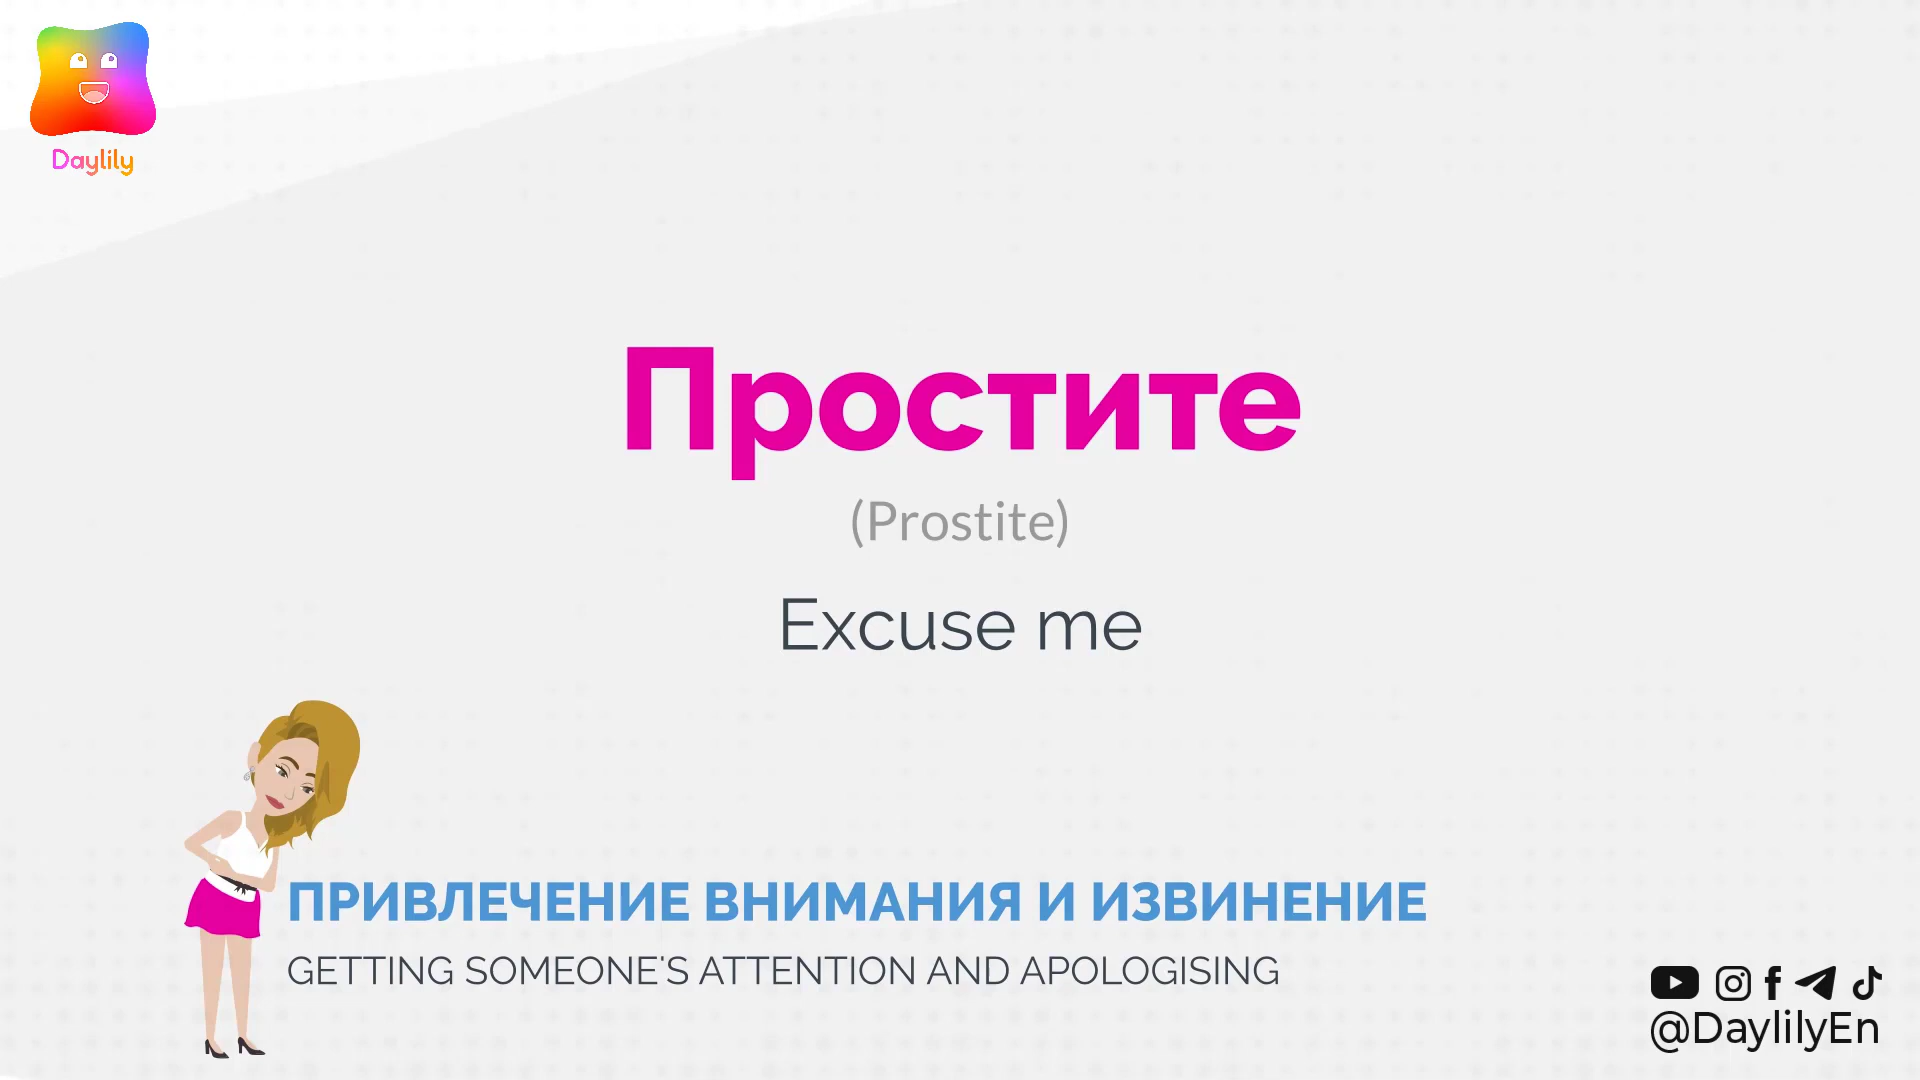 Daylily
Простите
(Prostite)
Excuse me
ПРИВЛЕЧЕНИЕ ВНИМАНИЯ И ИЗВИНЕНИЕ
GETTING SOMEONE'S ATTENTION AND APOLOGISING
@DaylilyEn